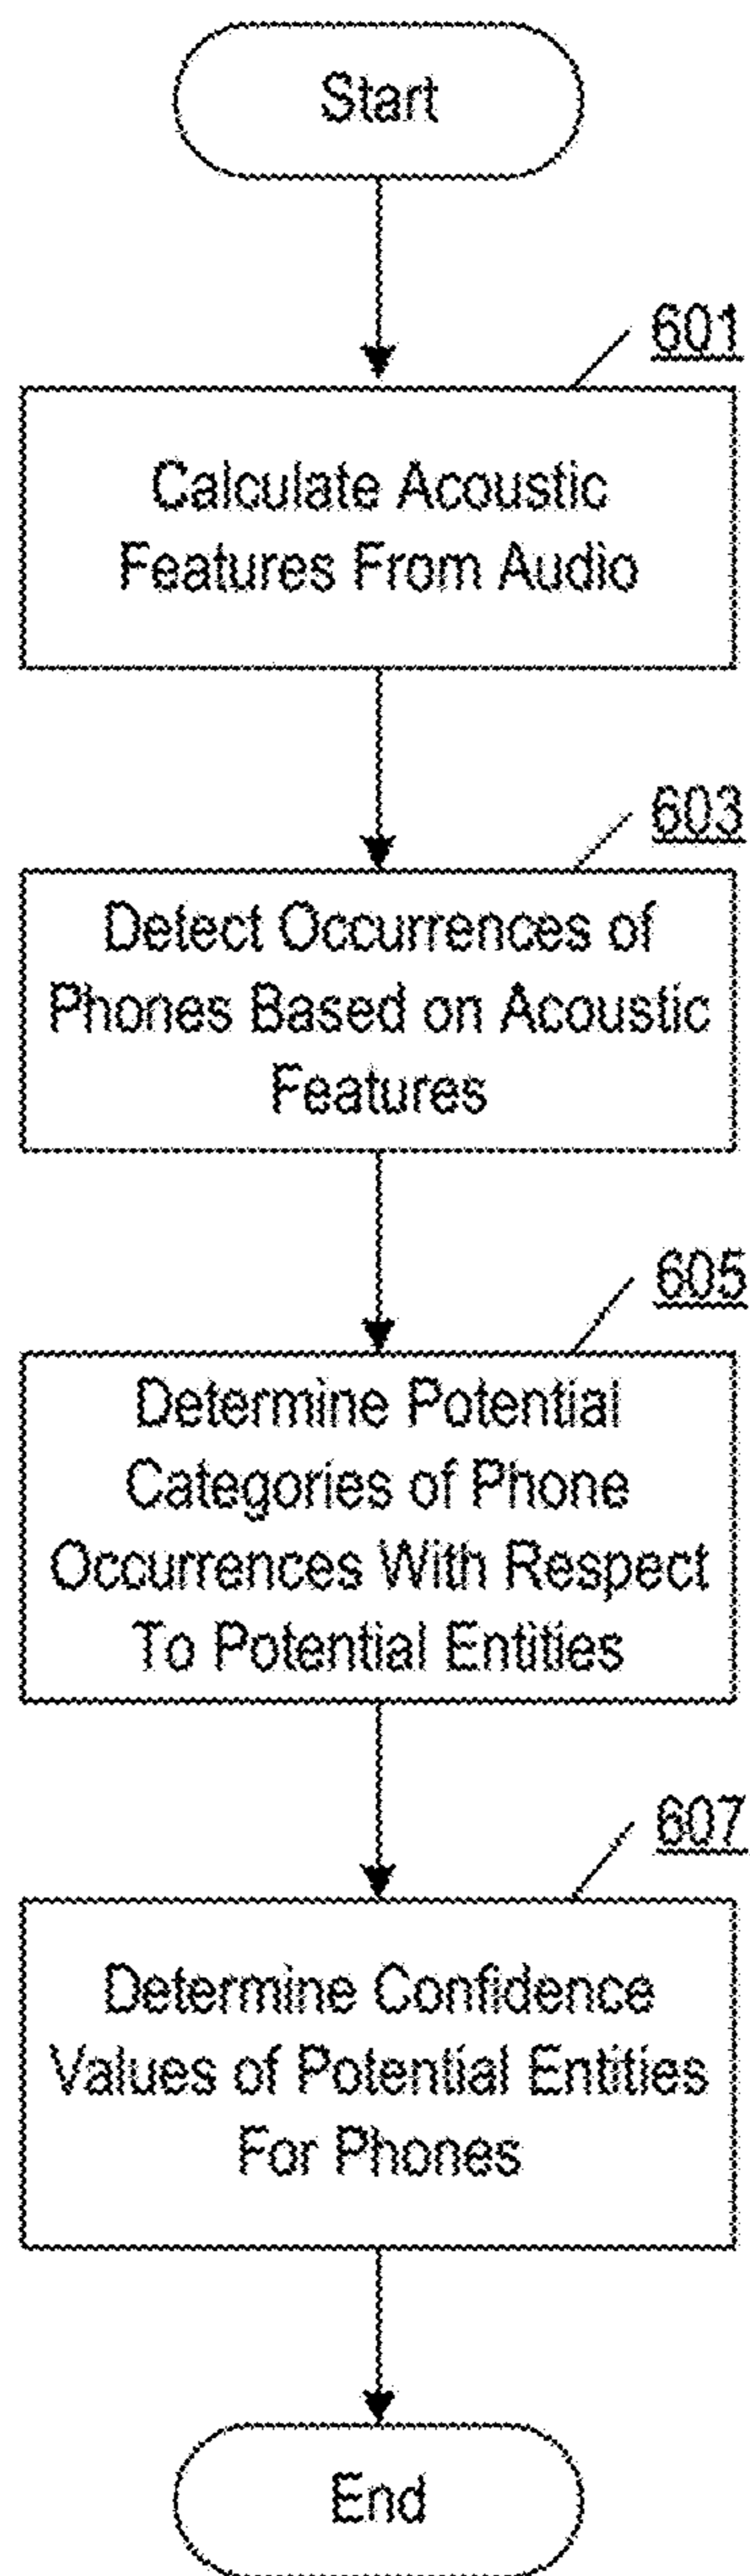 Start
601
Calculate Acoustic
Features From Audio
603
Detect Occurrences of
Phones Based on Acoustic
Features
605
Determine Potential
Categories of Phone
Occurrences With Respect
To Potential Entities
607
Determine Confidence
Values of Potential Entities
For Phones
End